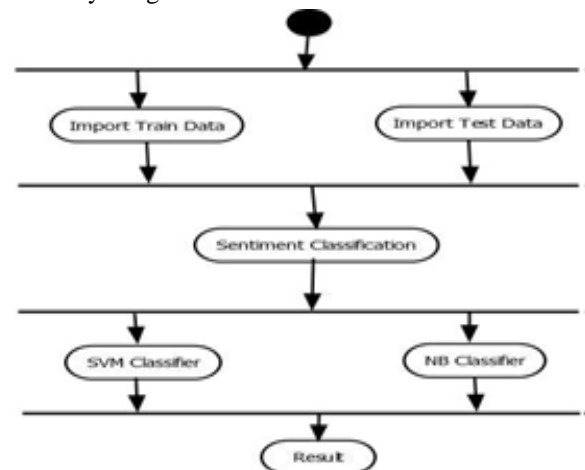 Import Train Data
Import Test Data
Sentiment Classification
SVM Classifier
NB Classifier
Result